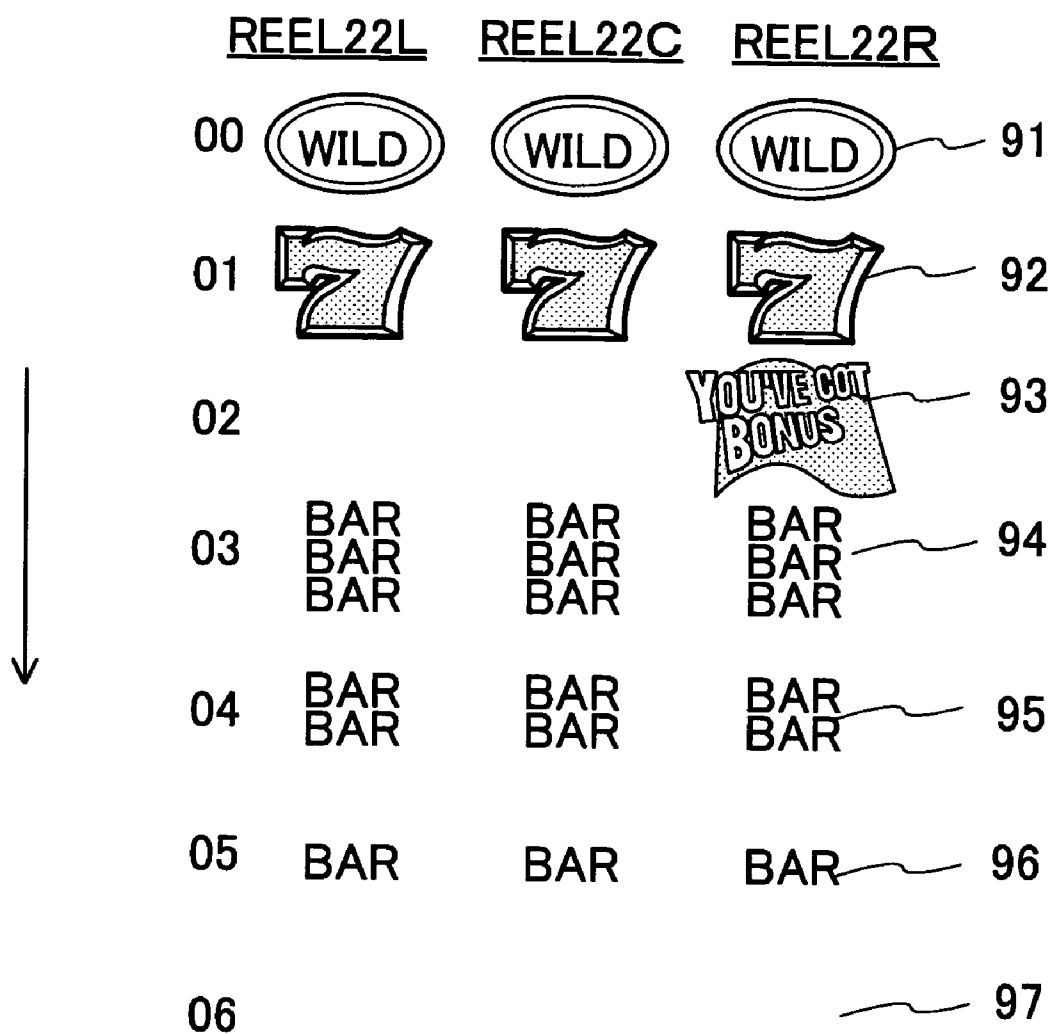 REEL22L REEL22C REEL22R
00 WILD WILD WILD 91
01 7 7 7 92
02 YOU'VE GOT 93
BONUS
BAR BAR BAR
03 BAR BAR BAR 94
BAR BAR BAR
BAR BAR BAR
04 BAR BAR BAR 95
05 BAR BAR BAR 96
06 97